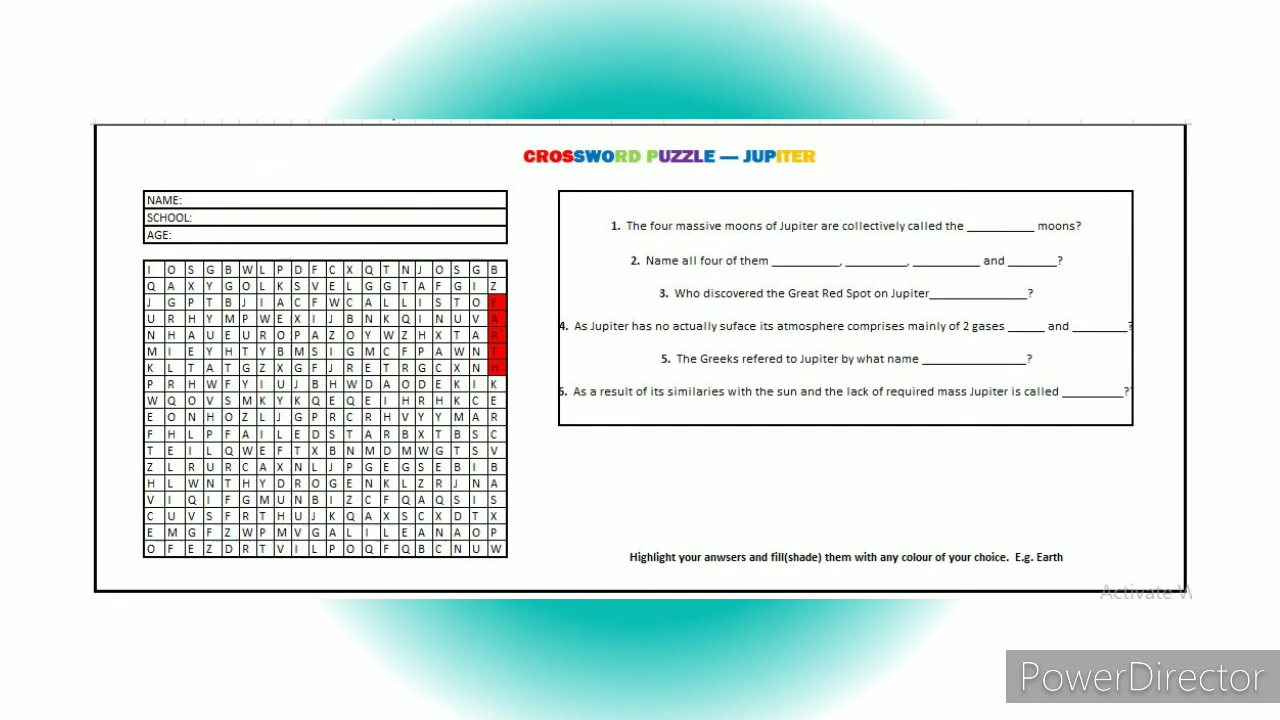 CROSSWORD PUZZLE — JUPITER
NAME:
SCHOOL:
AGE:
I O S G B W L P D F C X Q T N J O S G B
Q A X Y G O L K S V E L G G T A F G I Z
J G P T B J I A C F W C A L L I S T O E
U R H Y M P W E X I J B N K Q I N U V A
N H A U E U R O P A Z O Y W Z H X T A R
M I E Y H T Y B M S I G M C F P A W N T
K L T A T G Z X G F J R E T R G C X N H
P R H W F Y I U J B H W D A O D E K I K
W Q O V S M K Y K Q E Q E I H R H K C E
E O N H O Z L J G P R C R H V Y Y M A R
F H L P F A I L E D S T A R B X T B S C
T E I L Q W E F T X B N M D M W G T S V
Z L R U R C A X N L J P G E G S E B I B
H L W N T H Y D R O G E N K L Z R J N A
V I Q I F G M U N B I Z C F Q A Q S I S
C U V S F R T H U J K Q A X S C X D T X
E M G F Z W P M V G A L I L E A N A O P
O F E Z D R T V I L P O Q F Q B C N U W
1. The four massive moons of Jupiter are collectively called the __________ moons?
2. Name all four of them __________, _________, __________ and _______?
3. Who discovered the Great Red Spot on Jupiter______________?
4. As Jupiter has no actually suface its atmosphere comprises mainly of 2 gases _____ and ________?
5. The Greeks refered to Jupiter by what name _______________?
6. As a result of its similaries with the sun and the lack of required mass Jupiter is called _________?
Highlight your anwsers and fill(shade) them with any colour of your choice. E.g. Earth
Activate W
PowerDirector